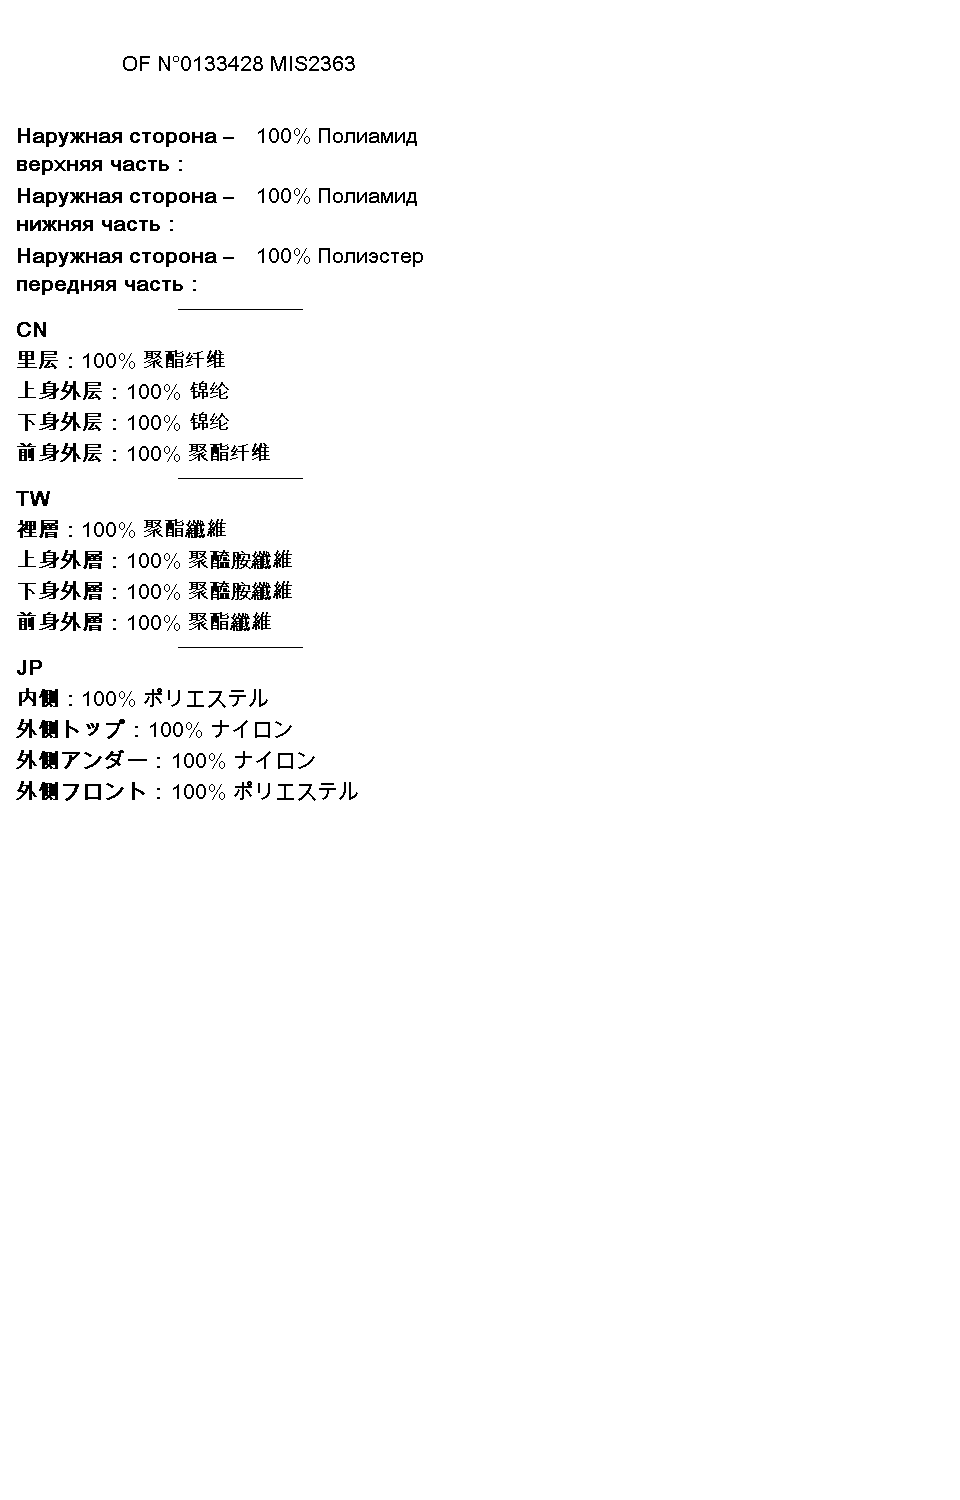 OF N°0133428 MIS2363
Наружная сторона – 100% Полиамид
верхняя часть :
Наружная сторона – 100% Полиамид
нижняя часть :
Наружная сторона – 100% Полиэстер
передняя часть :
CN
里层 : 100% 聚酯纤维
上身外层 : 100% 锦纶
下身外层 : 100% 锦纶
前身外层 : 100% 聚酯纤维
TW
裡層 : 100% 聚酯纖維
上身外層 : 100% 聚醯胺纖維
下身外層 : 100% 聚醯胺纖維
前身外層 : 100% 聚酯纖維
JP
内側 : 100% ポリエステル
外側トップ : 100% ナイロン
外側アンダー : 100% ナイロン
外側フロント : 100% ポリエステル